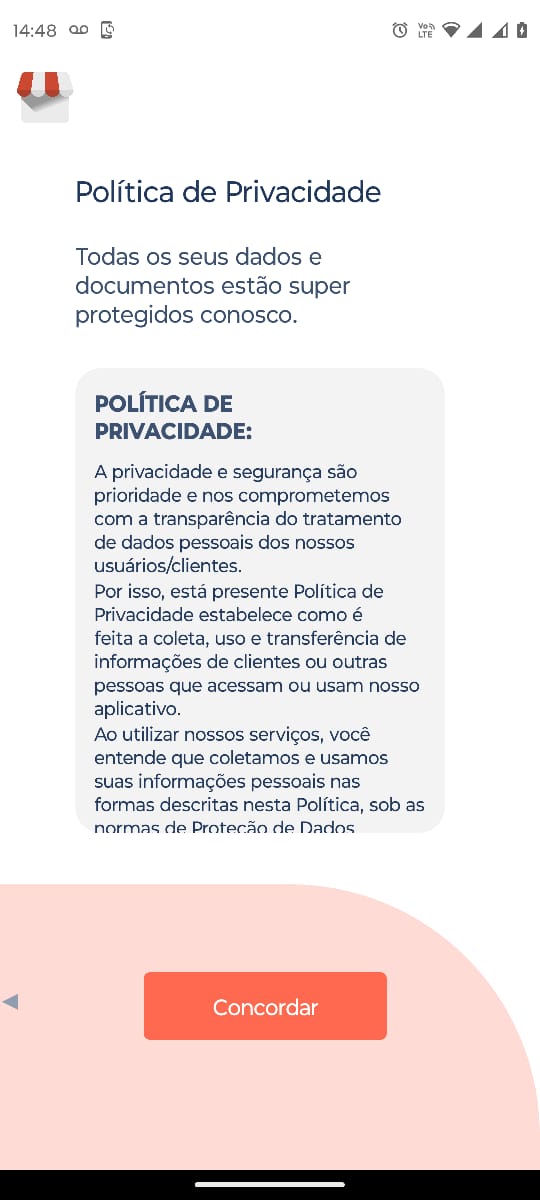 14:48
Vo))
LTE
Política de Privacidade
Todas os seus dados e
documentos estão super
protegidos conosco.
POLÍTICA DE
PRIVACIDADE:
A privacidade e segurança são
prioridade e nos comprometemos
com a transparência do tratamento
de dados pessoais dos nossos
usuários/clientes.
Por isso, está presente Política de
Privacidade estabelece como é
feita a coleta, uso e transferência de
informações de clientes ou outras
pessoas que acessam ou usam nosso
aplicativo.
Ao utilizar nossos serviços, você
entende que coletamos e usamos
suas informações pessoais nas
formas descritas nesta Política, sob as
normas de Proteção de Dados
Concordar